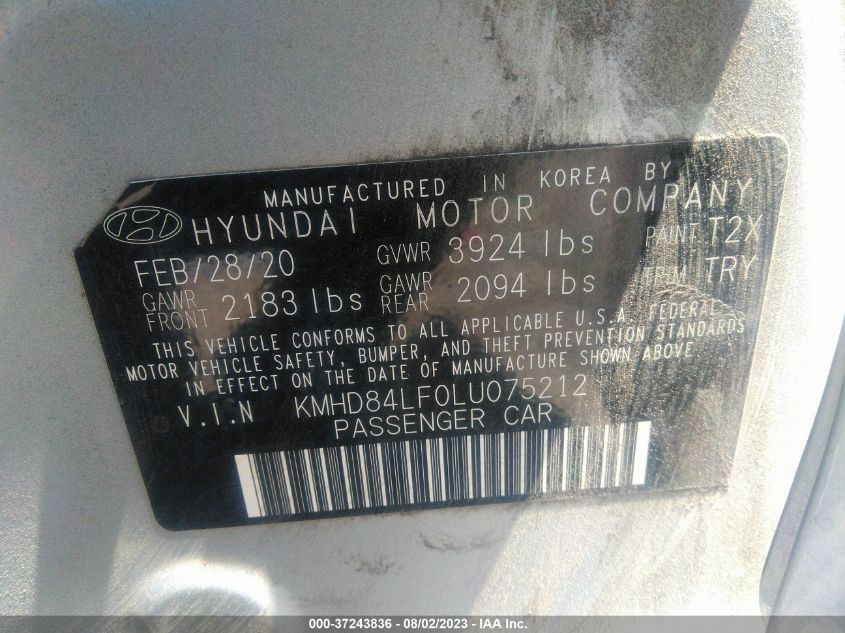 MANUFACTURED IN KOREA BY
HYUNDAI MOTOR COMPANY
FEB/28/20 GVWR 3924 lbs PAINT T2X
GAWR FRONT 2183 lbs GAWR REAR 2094 lbs TRIM TRY
THIS VEHICLE CONFORMS TO ALL APPLICABLE U.S.A. FEDERAL
MOTOR VEHICLE SAFETY, BUMPER, AND THEFT PREVENTION STANDARDS
IN EFFECT ON THE DATE OF MANUFACTURE SHOWN ABOVE
V.I.N KMHD84LF0LU075212
PASSENGER CAR
000-37243836 - 08/02/2023 - IAA Inc.